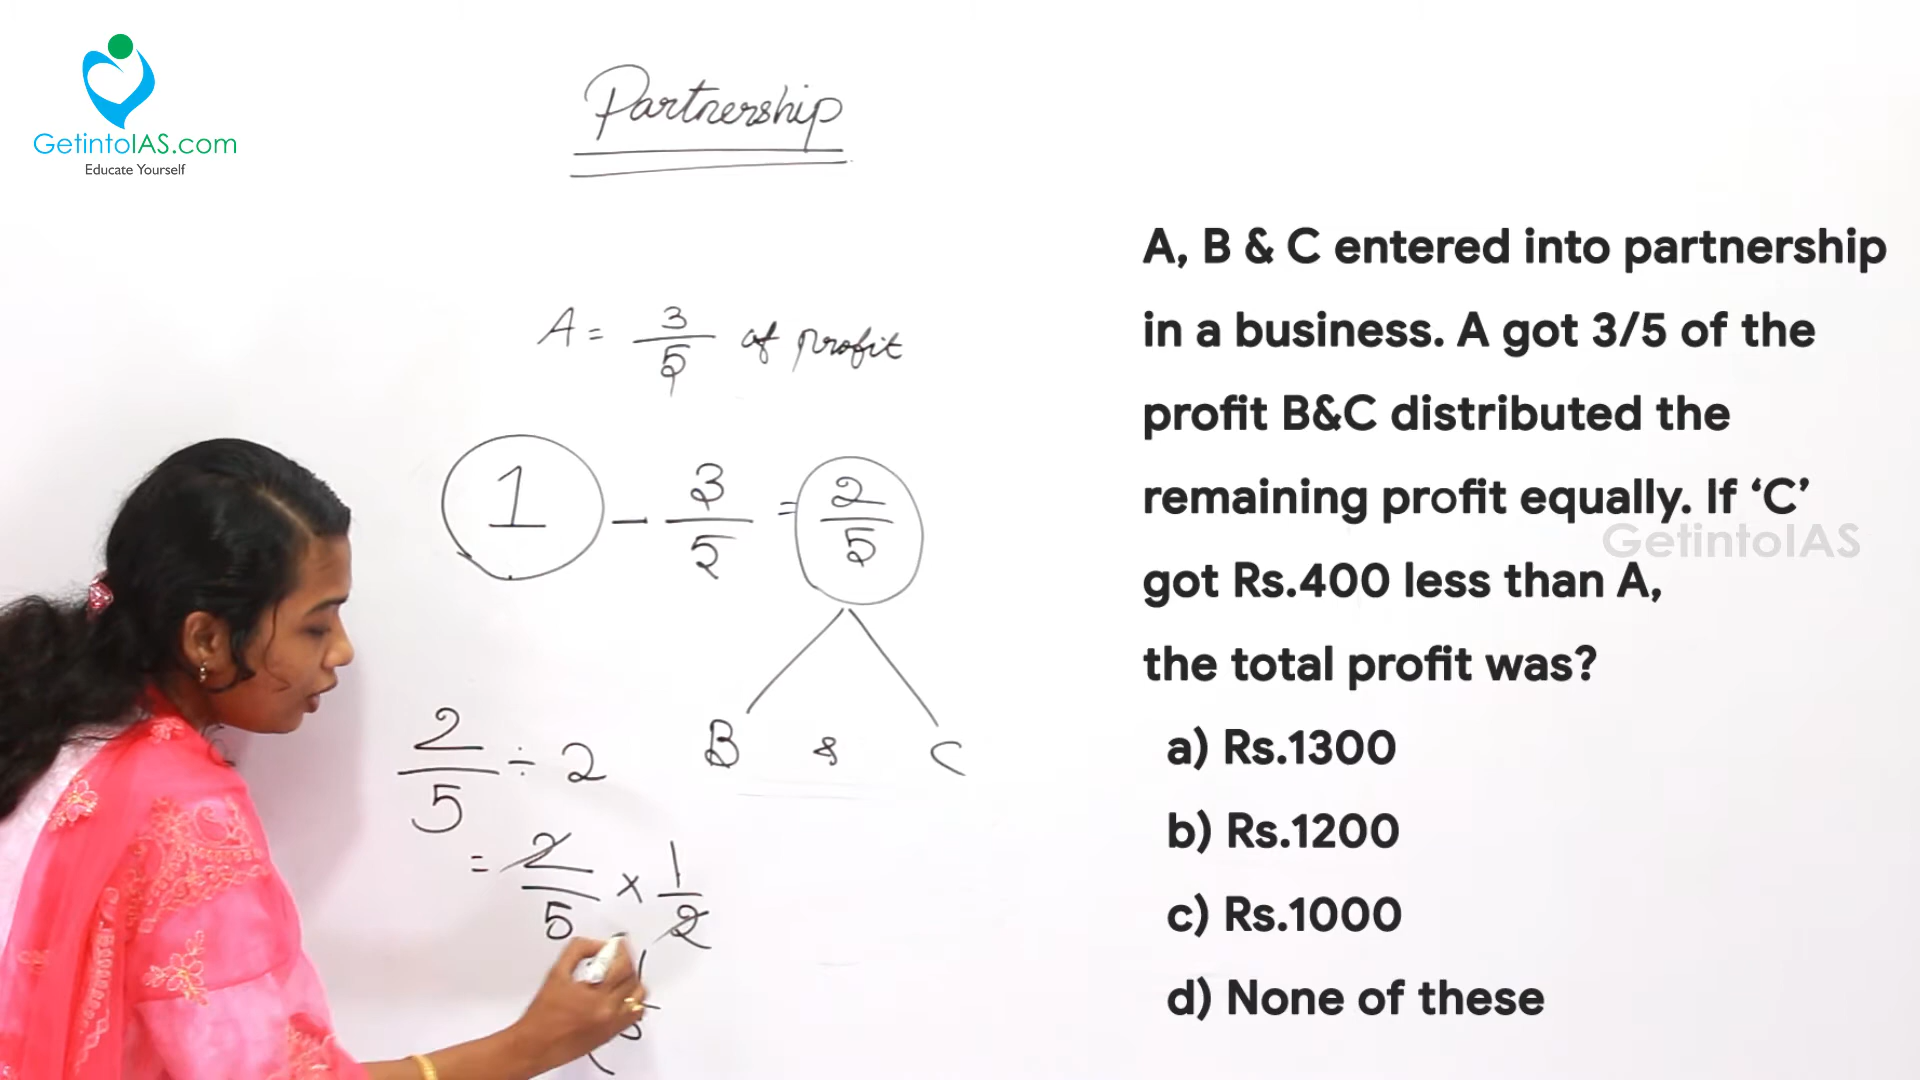 GetintoIAS.com
Educate Yourself
Partnership
A = 3/5 of profit
1 - 3/5 = 2/5
B & C
2/5 ÷ 2
= 2/5 × 1/2
A, B & C entered into partnership
in a business. A got 3/5 of the
profit B&C distributed the
remaining profit equally. If ‘C’
GetintoIAS
got Rs.400 less than A,
the total profit was?
a) Rs.1300
b) Rs.1200
c) Rs.1000
d) None of these